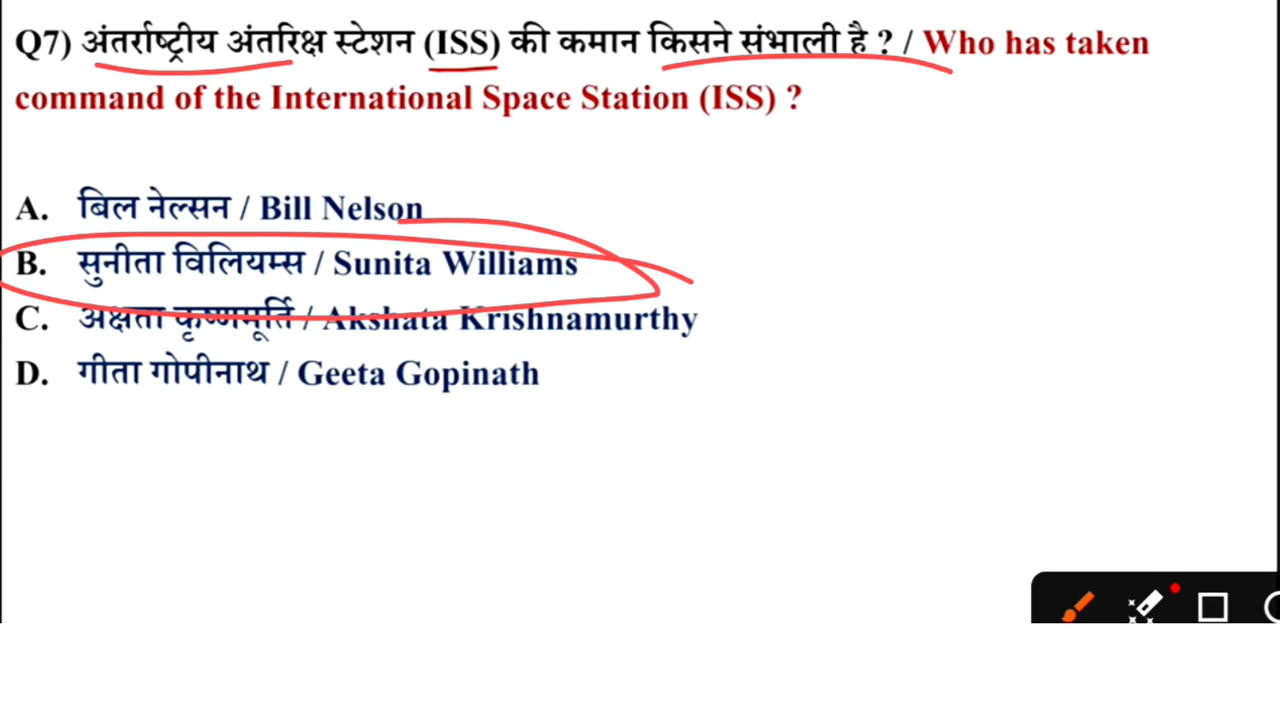 Q7) अंतर्राष्ट्रीय अंतरिक्ष स्टेशन (ISS) की कमान किसने संभाली है ? / Who has taken
command of the International Space Station (ISS) ?
A. बिल नेल्सन / Bill Nelson
B. सुनीता विलियम्स / Sunita Williams
C. अक्षता कृष्णमूर्ति / Akshata Krishnamurthy
D. गीता गोपीनाथ / Geeta Gopinath